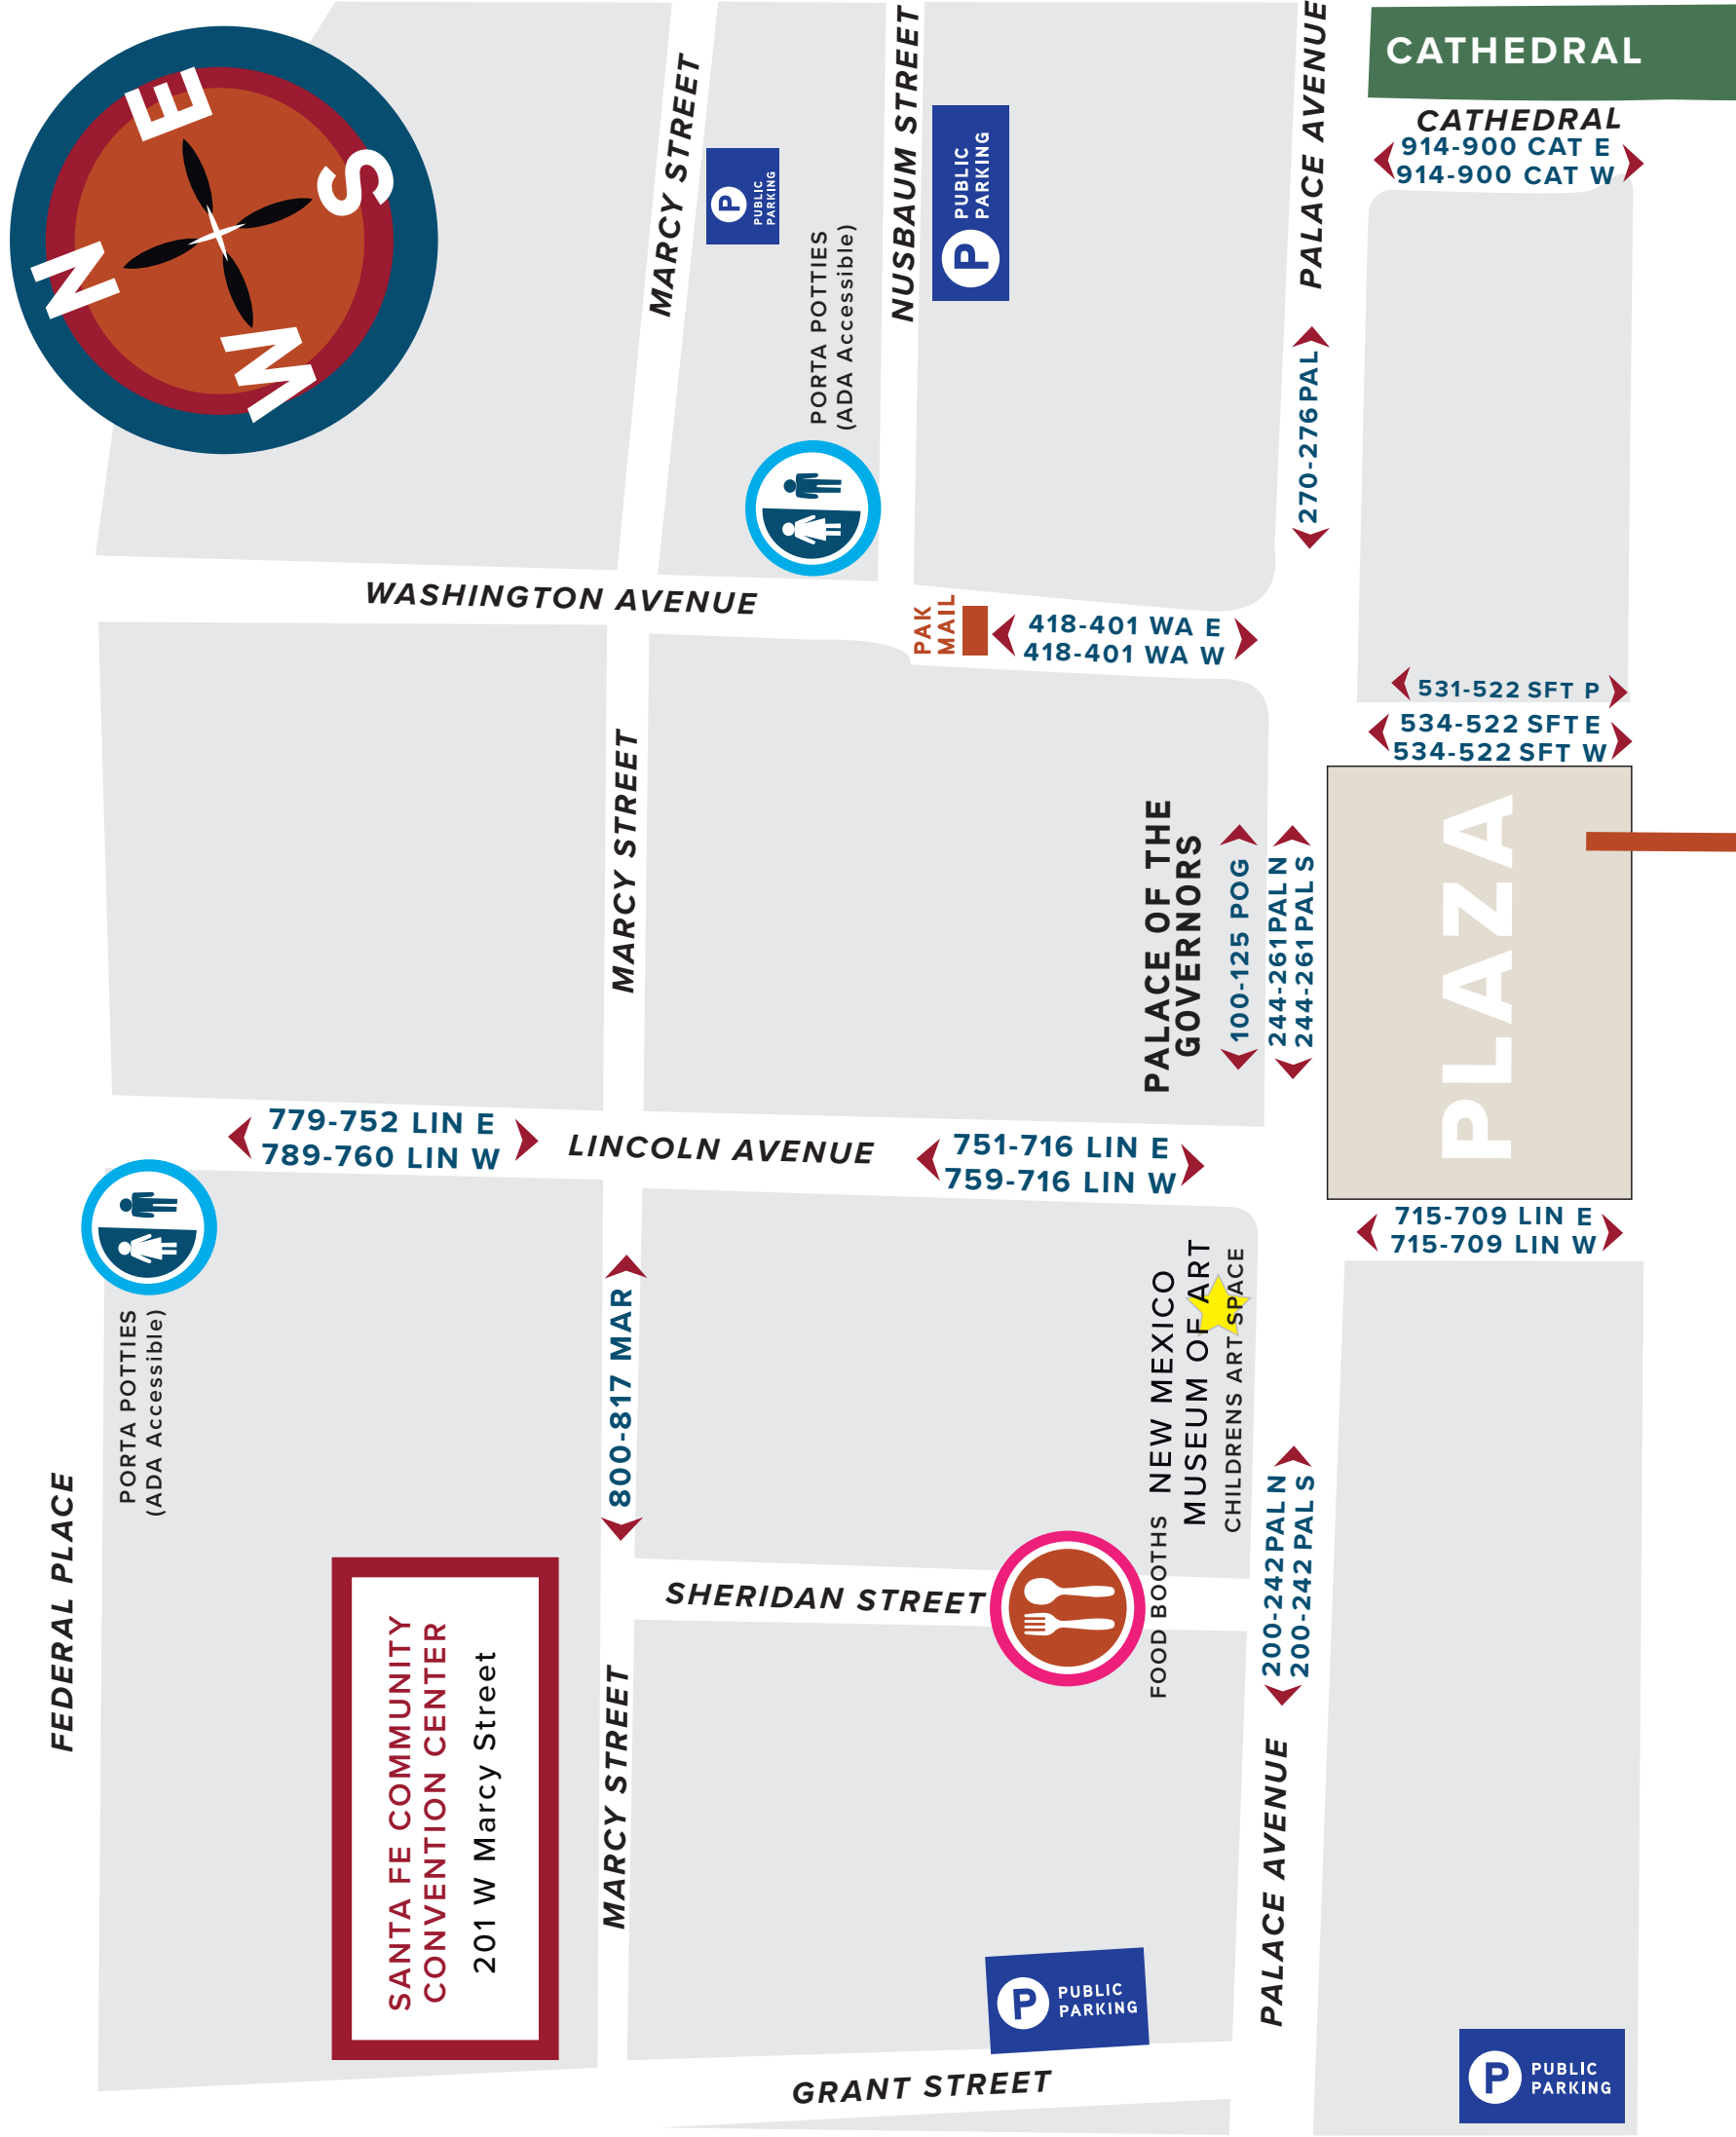 E
S
N
W
MARCY STREET
P
PUBLIC
PARKING
PORTA POTTIES
(ADA Accessible)
NUSBAUM STREET
P
PUBLIC
PARKING
PALACE AVENUE
CATHEDRAL
CATHEDRAL
914-900 CAT E
914-900 CAT W
270-276 PAL
WASHINGTON AVENUE
PAK
MAIL
418-401 WA E
418-401 WA W
531-522 SFT P
534-522 SFT E
534-522 SFT W
MARCY STREET
PALACE OF THE
GOVERNORS
100-125 POG
244-261 PAL N
244-261 PAL S
PLAZA
779-752 LIN E
789-760 LIN W
LINCOLN AVENUE
751-716 LIN E
759-716 LIN W
715-709 LIN E
715-709 LIN W
PORTA POTTIES
(ADA Accessible)
800-817 MAR
NEW MEXICO
MUSEUM OF ART
CHILDRENS ART SPACE
FOOD BOOTHS
200-242 PAL N
200-242 PAL S
SHERIDAN STREET
FEDERAL PLACE
SANTA FE COMMUNITY
CONVENTION CENTER
201 W Marcy Street
MARCY STREET
PALACE AVENUE
P
PUBLIC
PARKING
GRANT STREET
P
PUBLIC
PARKING